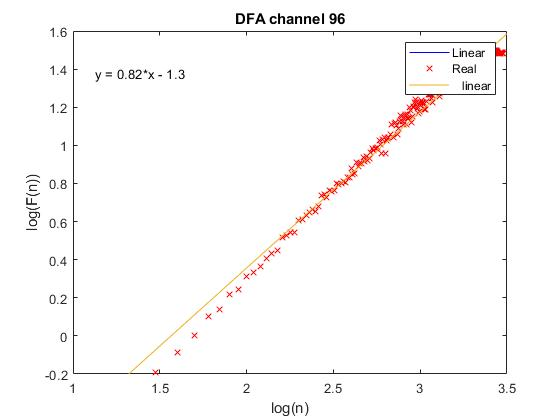 DFA channel 96
y = 0.82*x - 1.3
Linear
Real
linear
1.6
1.4
1.2
1
0.8
0.6
0.4
0.2
0
-0.2
log(F(n))
1
1.5
2
2.5
3
3.5
log(n)